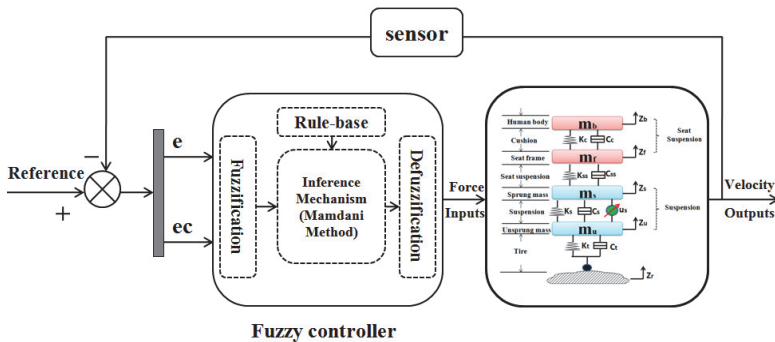 sensor
Reference
−
+
e
ec
Fuzzification
Rule-base
Inference
Mechanism
(Mamdani
Method)
Defuzzification
Fuzzy controller
Force
Inputs
Human body
Cushion
Seat frame
Seat suspension
Sprung mass
Suspension
Unsprung mass
Tire
mb
Kc
Cc
mf
Kss
Css
ms
Ks
Cs
us
mu
Kt
Ct
Zb
Zf
Zs
Zu
Zr
Seat
Suspension
Suspension
Velocity
Outputs